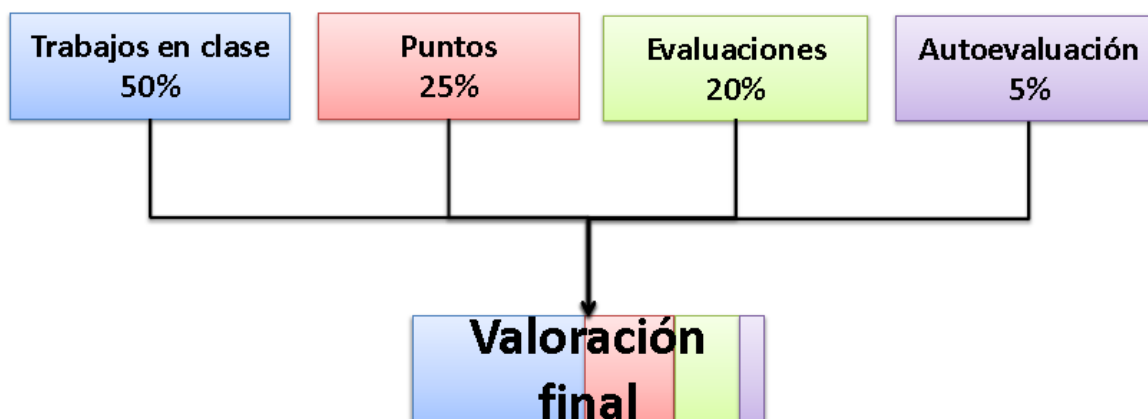 Trabajos en clase
50%
Puntos
25%
Evaluaciones
20%
Autoevaluación
5%
Valoración
final